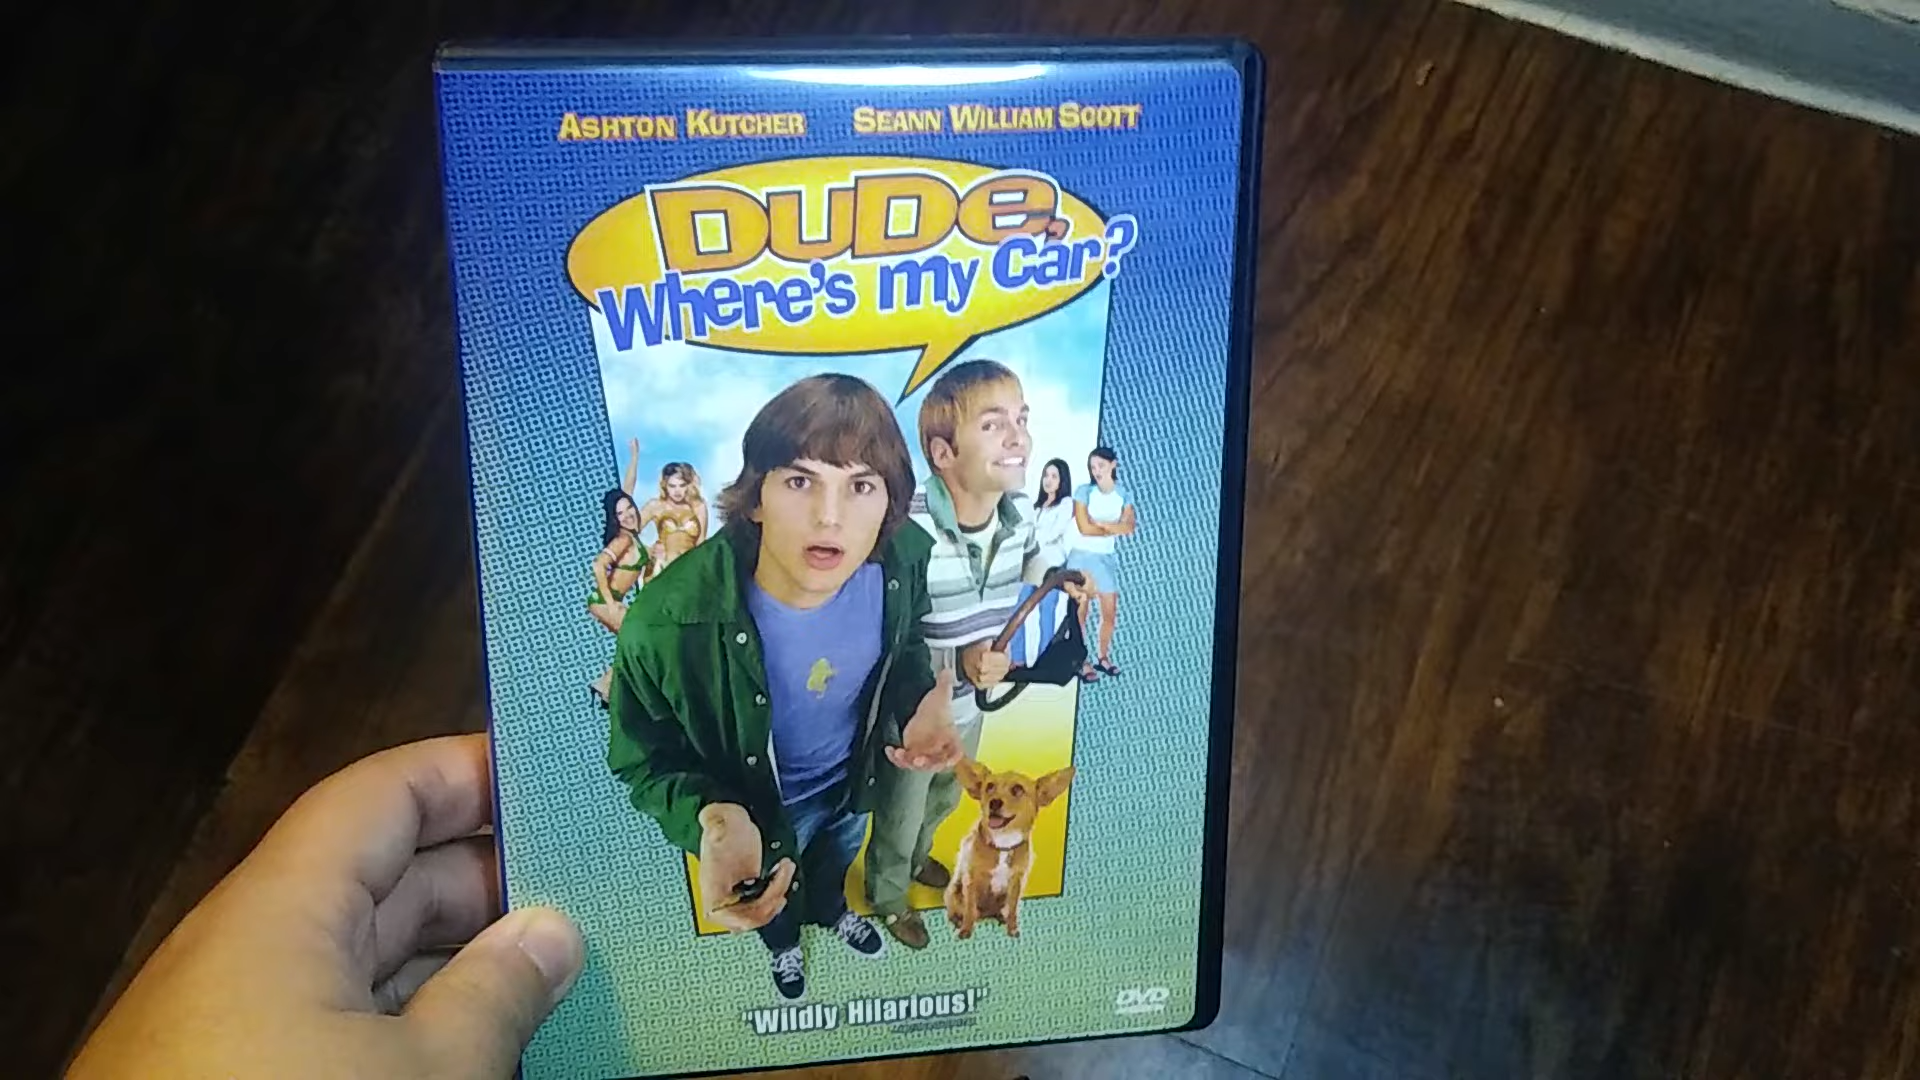 ASHTON KUTCHER SEANN WILLIAM SCOTT
DUDE,
Where's my Car?
"Wildly Hilarious!"
DVD